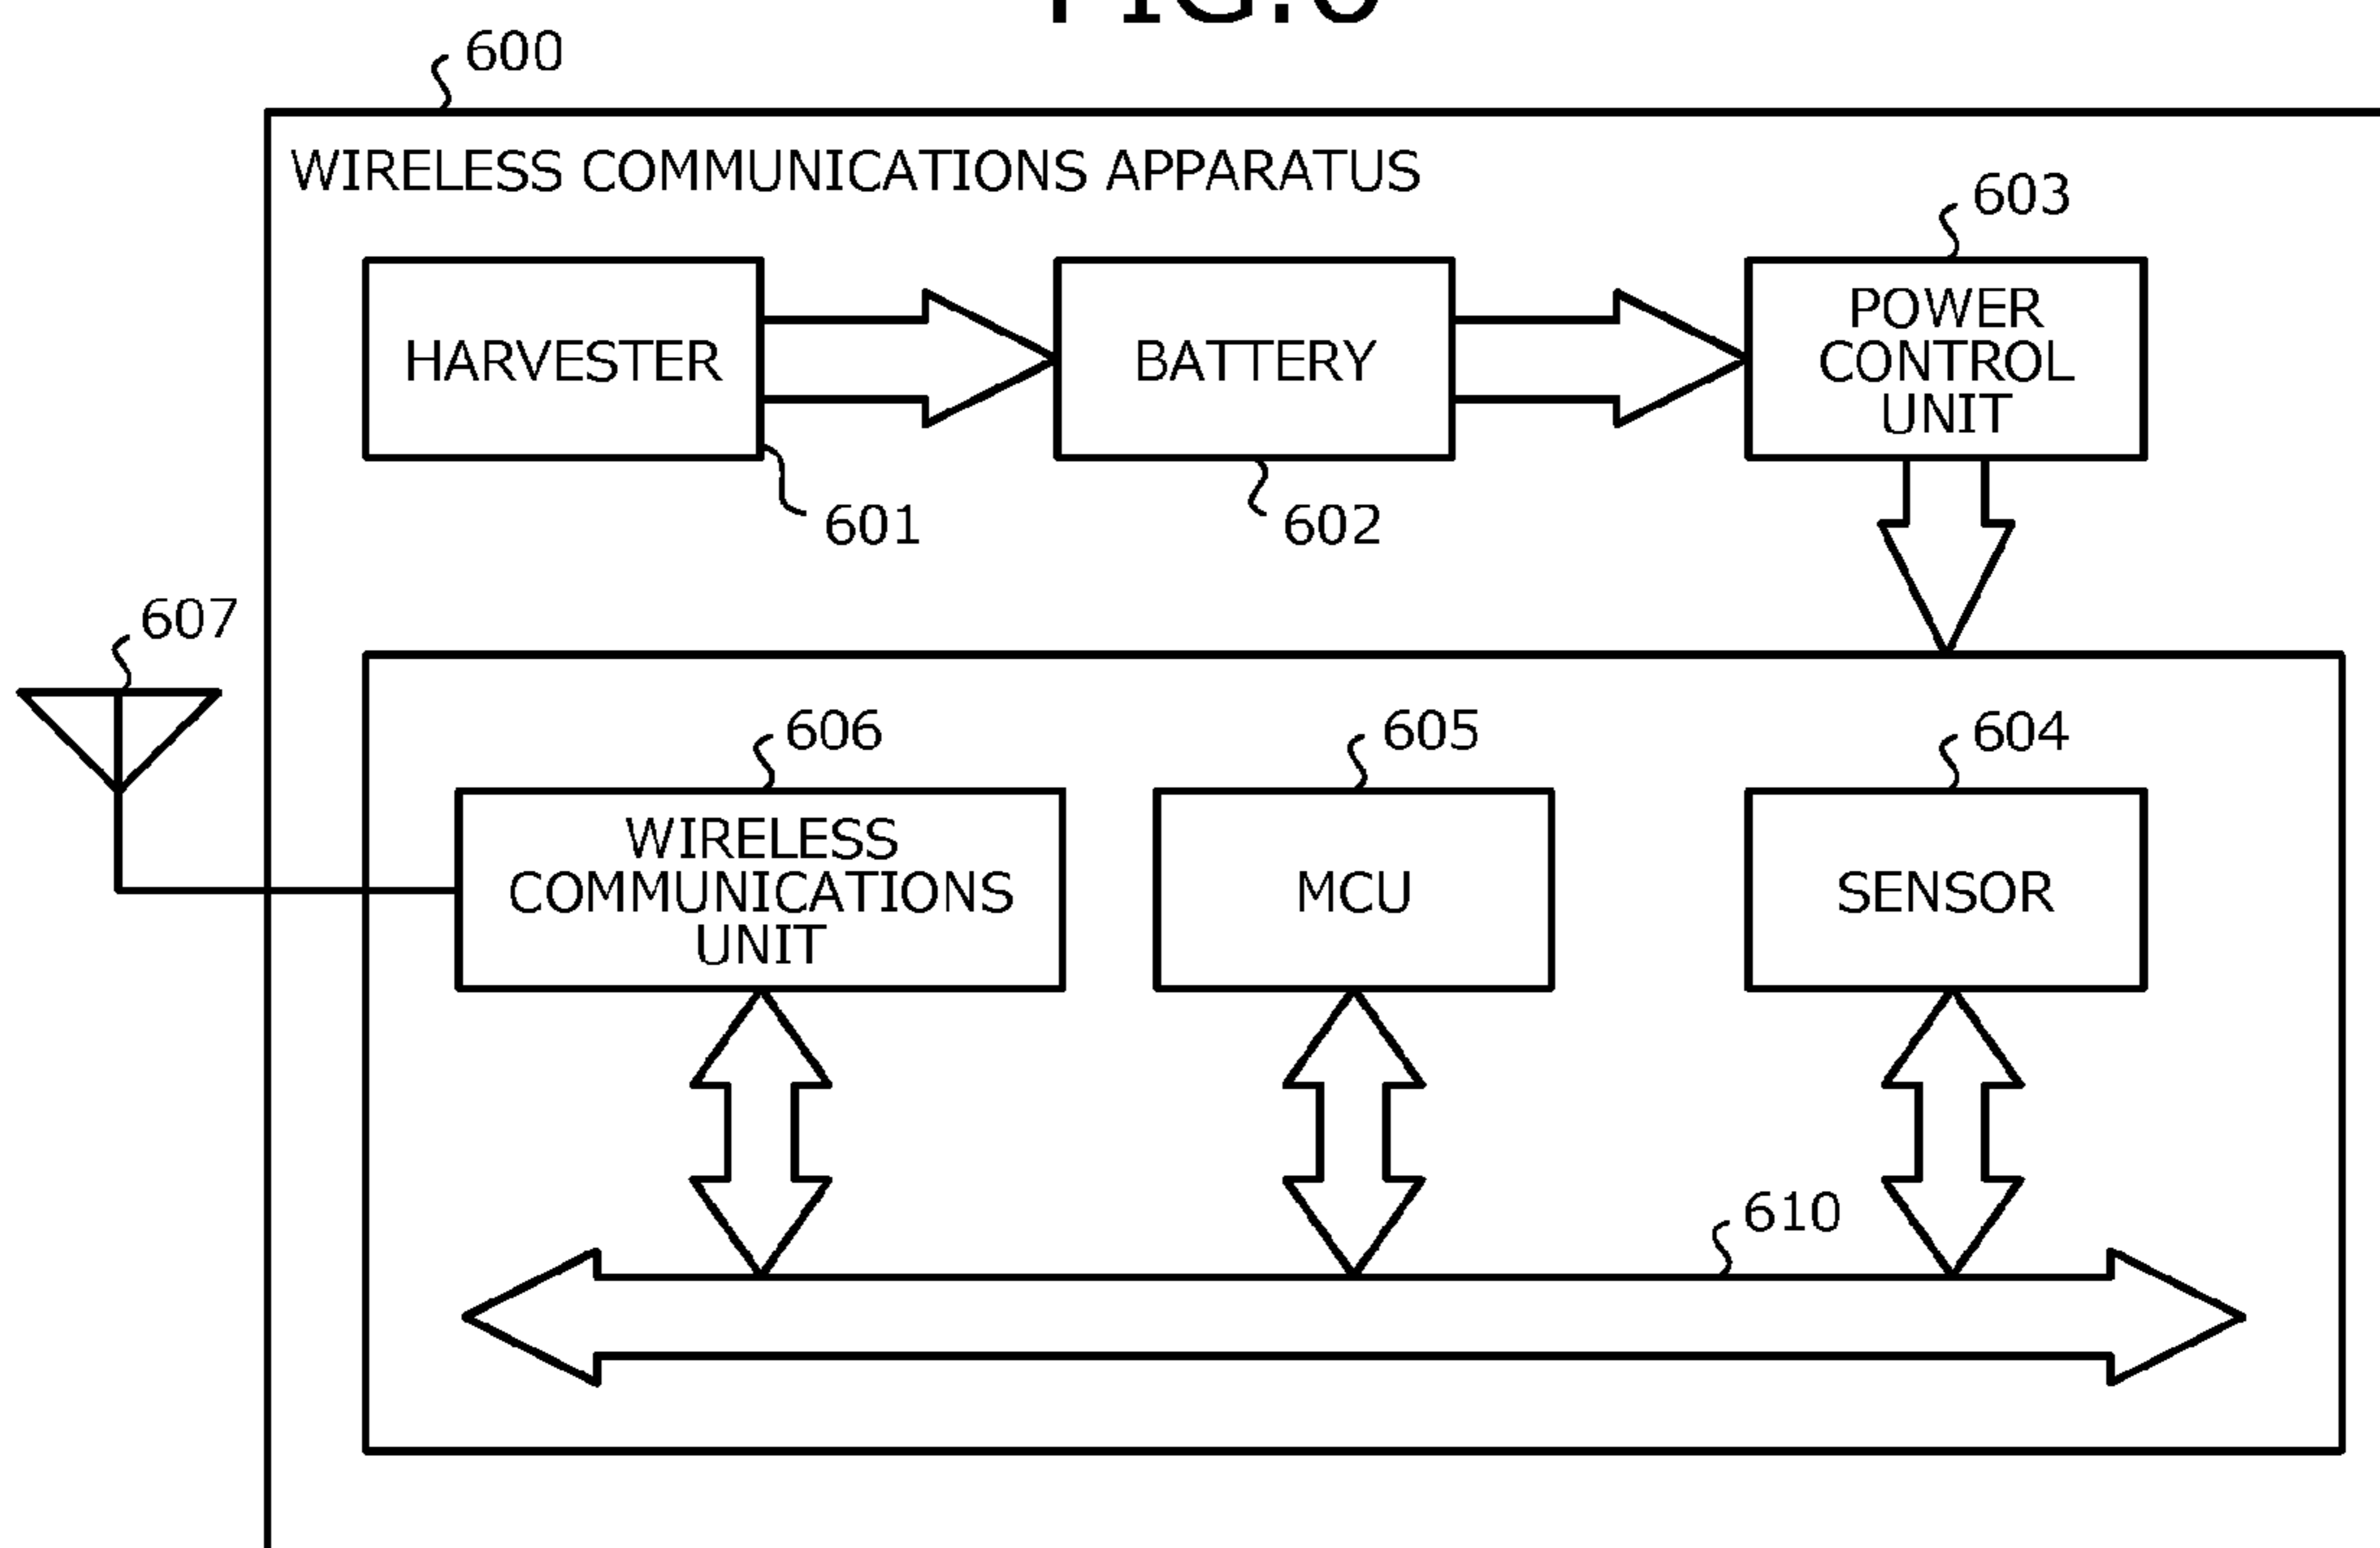 600
WIRELESS COMMUNICATIONS APPARATUS
603
HARVESTER
BATTERY
POWER
CONTROL
UNIT
601
602
607
606
605
604
WIRELESS
COMMUNICATIONS
UNIT
MCU
SENSOR
610